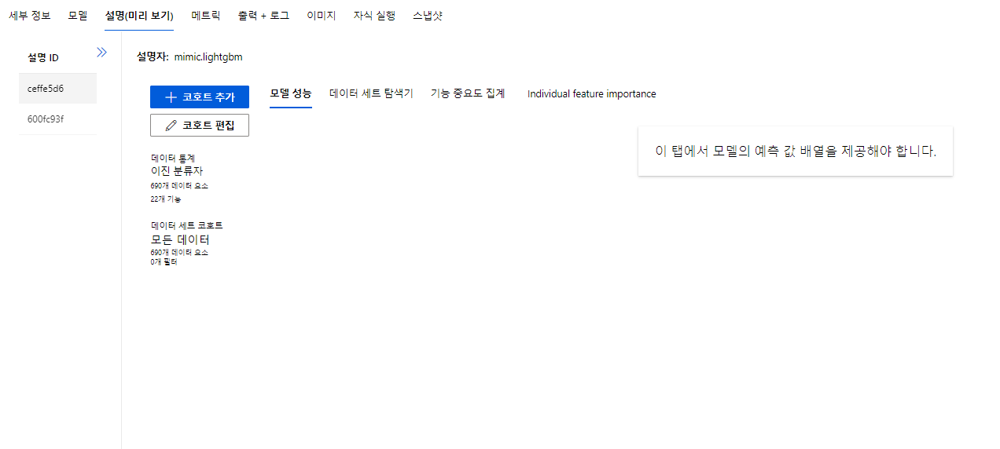 세부 정보 모델 설명(미리 보기) 메트릭 출력 + 로그 이미지 자식 실행 스냅샷
설명 ID
ceffe5d6
600fc93f
설명자: mimic.lightgbm
코호트 추가
코호트 편집
모델 성능 데이터 세트 탐색기 기능 중요도 집계 Individual feature importance
이 탭에서 모델의 예측 값 배열을 제공해야 합니다.
데이터 통계
이진 분류자
690개 데이터 요소
22개 기능
데이터 세트 코호트
모든 데이터
690개 데이터 요소
0개 필터